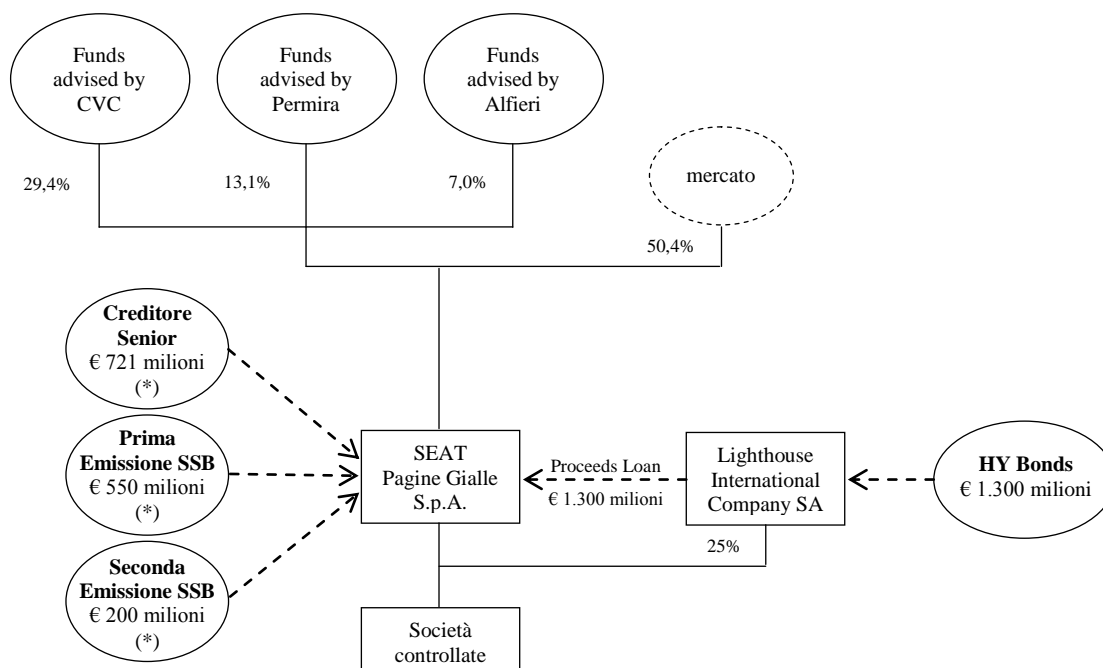 Funds
advised by
CVC
Funds
advised by
Permira
Funds
advised by
Alfieri
mercato
29,4%
13,1%
7,0%
50,4%
Creditore
Senior
€ 721 milioni
(*)
Prima
Emissione SSB
€ 550 milioni
(*)
Seconda
Emissione SSB
€ 200 milioni
(*)
SEAT
Pagine Gialle
S.p.A.
Proceeds Loan
€ 1.300 milioni
Lighthouse
International
Company SA
HY Bonds
€ 1.300 milioni
25%
Società
controllate